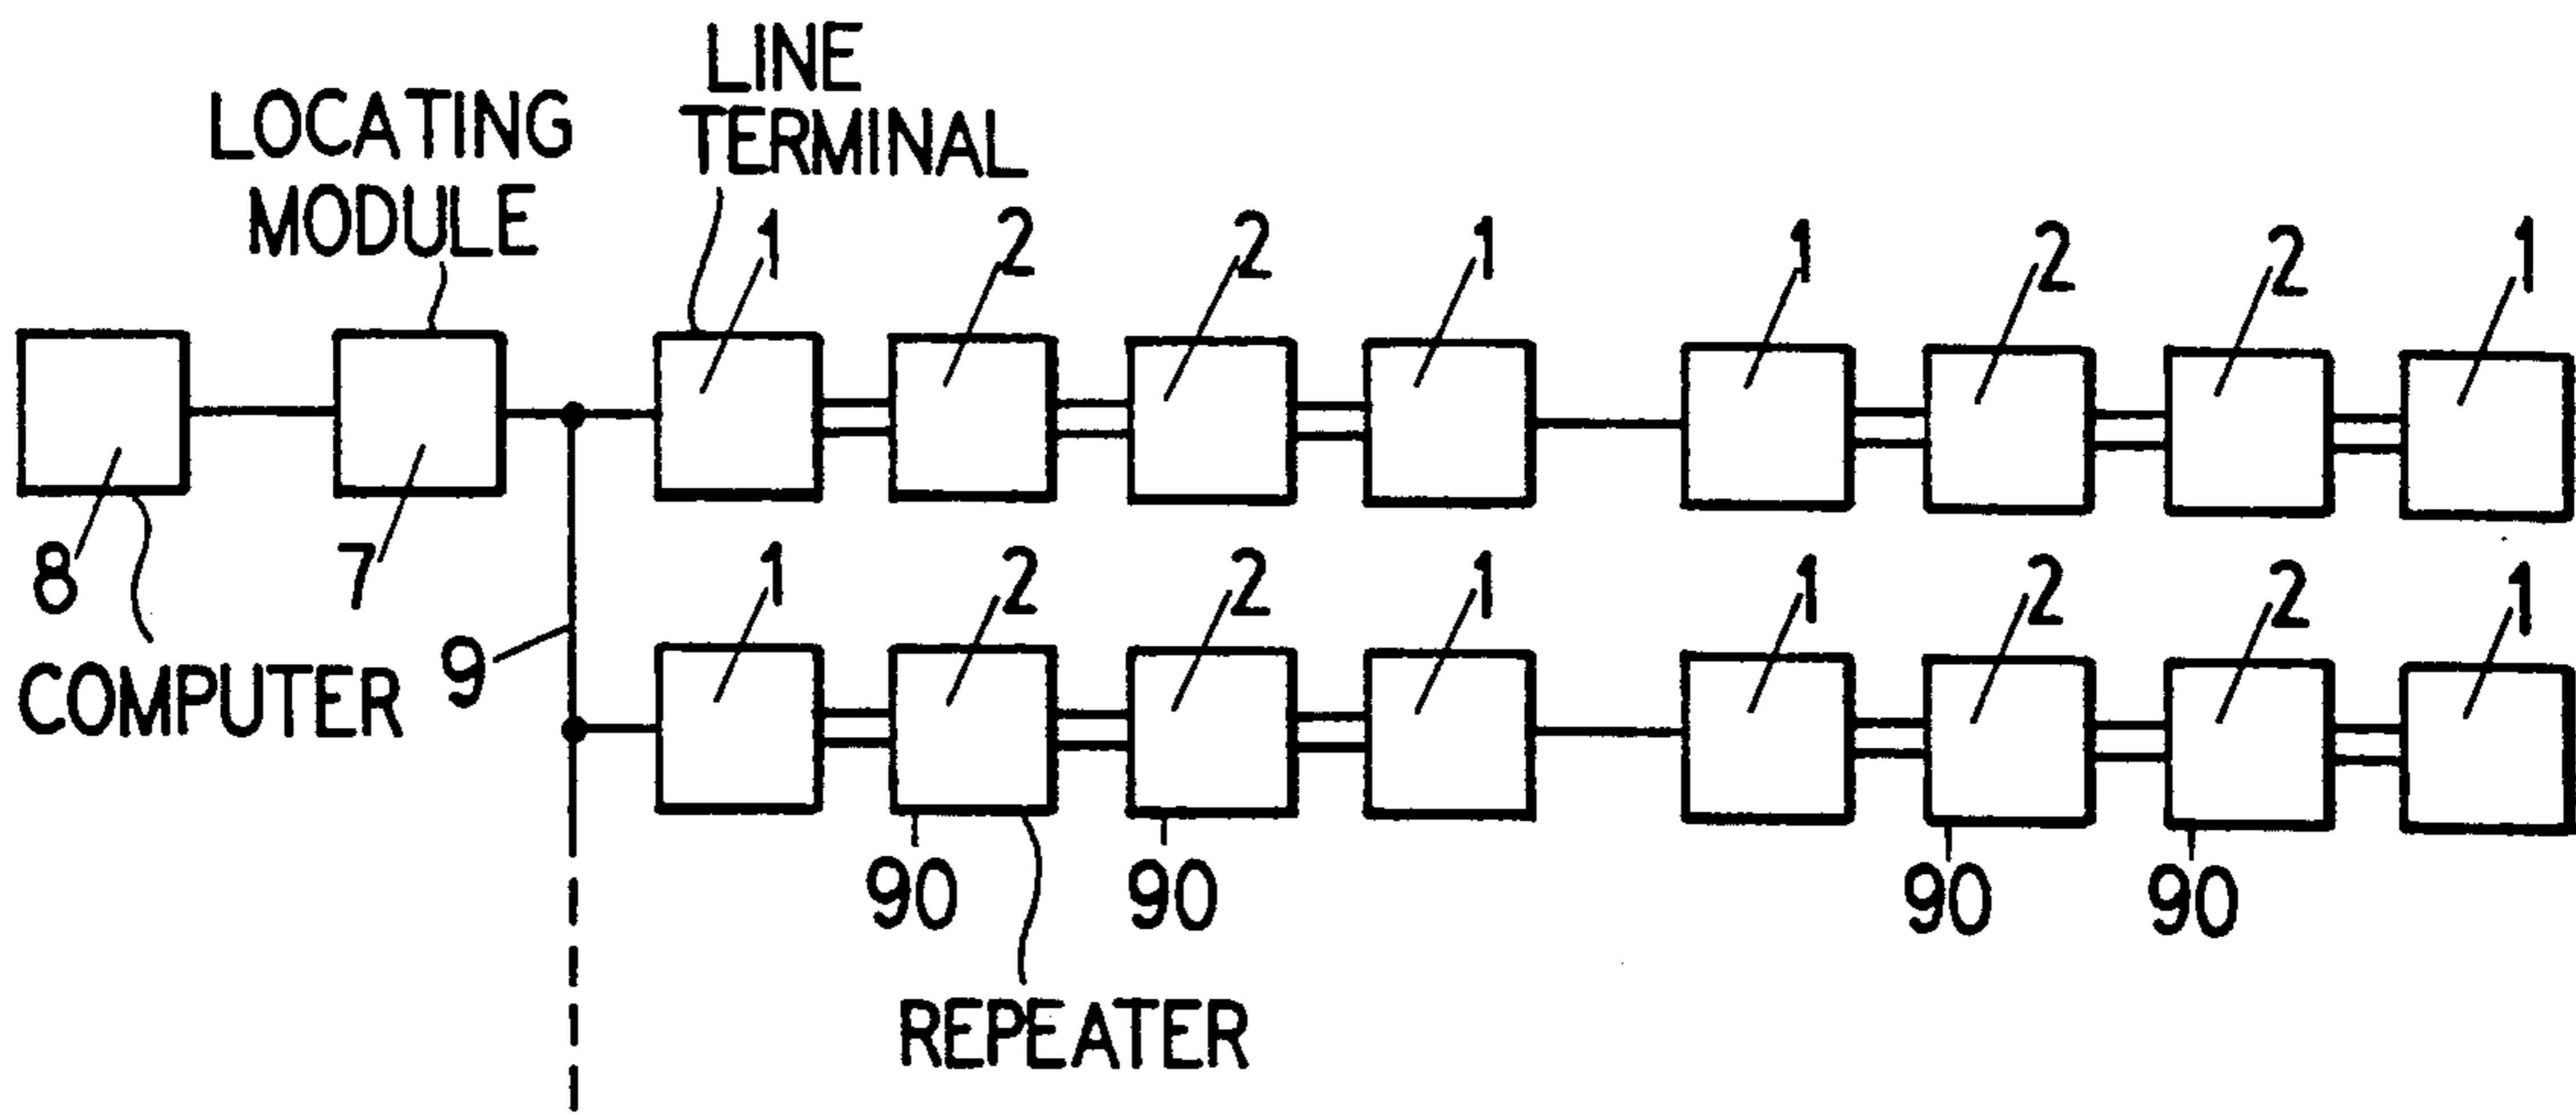 LINE
TERMINAL
LOCATING
MODULE
1 2 2 1 1 2 2 1
8 7
1 2 2 1 1 2 2 1
COMPUTER
9
90 90 90 90
REPEATER